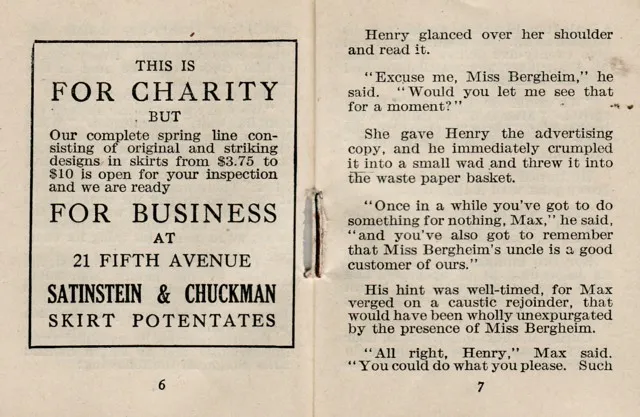 THIS IS
FOR CHARITY
BUT
Our complete spring line con-
sisting of original and striking
designs in skirts from $3.75 to
$10 is open for your inspection
and we are ready
FOR BUSINESS
AT
21 FIFTH AVENUE
SATINSTEIN & CHUCKMAN
SKIRT POTENTATES
6
Henry glanced over her shoulder
and read it.
"Excuse me, Miss Bergheim," he
said. "Would you let me see that
for a moment?"
She gave Henry the advertising
copy, and he immediately crumpled
it into a small wad and threw it into
the waste paper basket.
"Once in a while you've got to do
something for nothing, Max," he said,
"and you've also got to remember
that Miss Bergheim's uncle is a good
customer of ours."
His hint was well-timed, for Max
verged on a caustic rejoinder, that
would have been wholly unexpurgated
by the presence of Miss Bergheim.
"All right, Henry," Max said.
"You could do what you please. Such
7